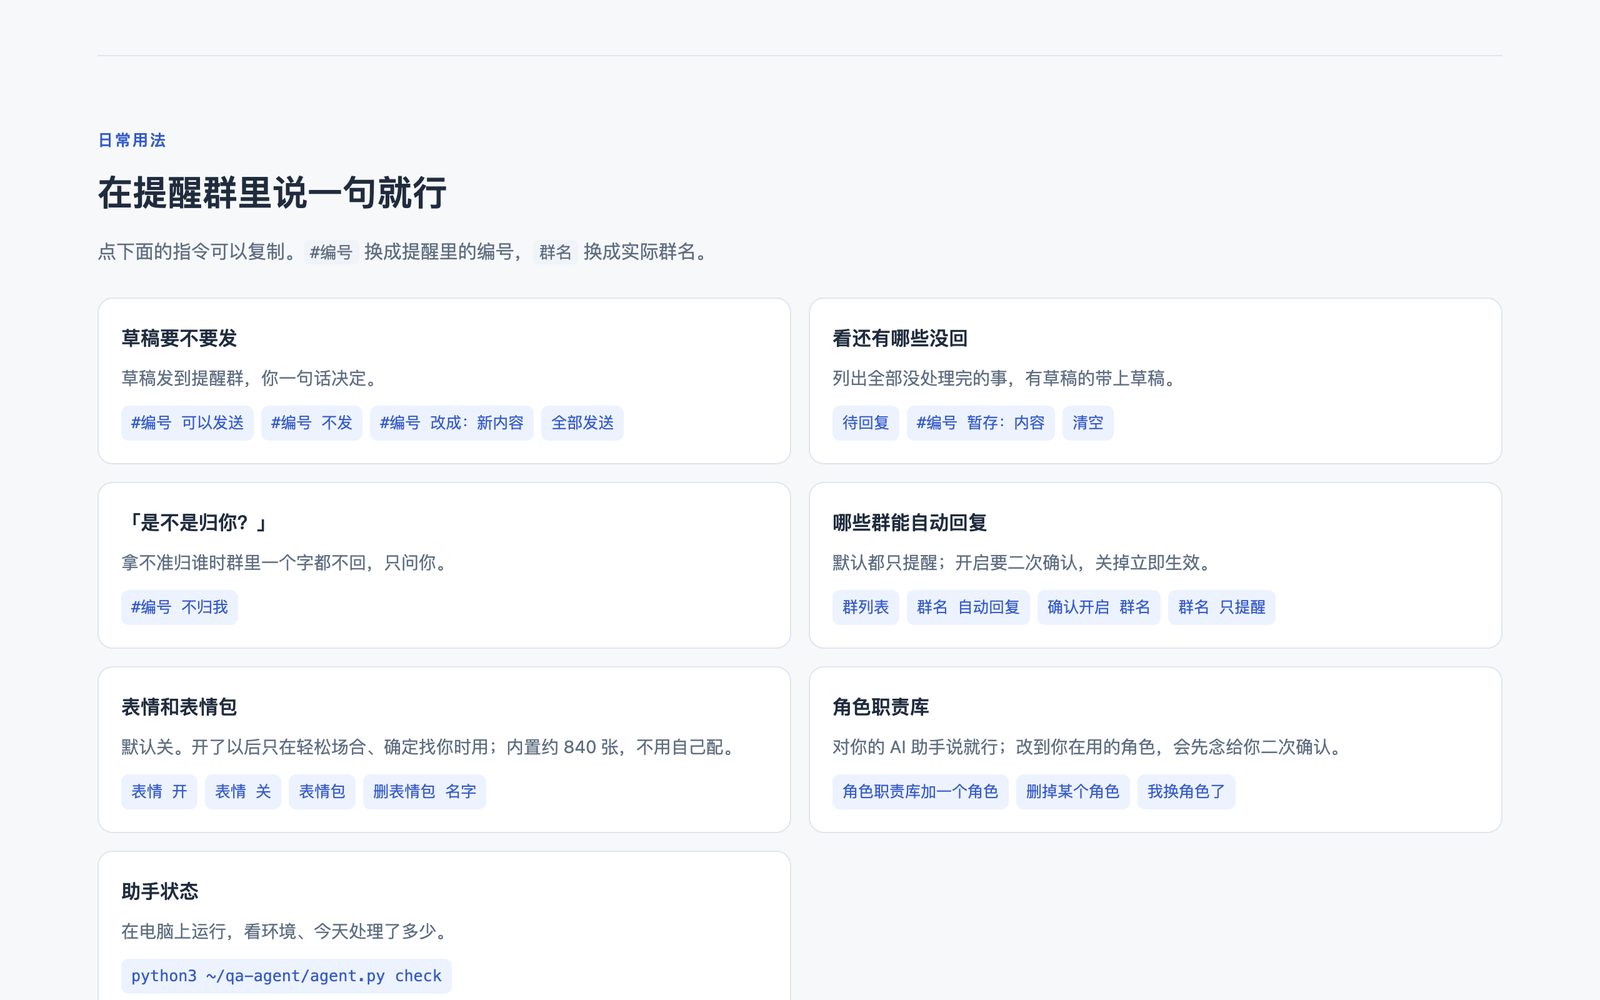 日常用法
在提醒群里说一句就行
点下面的指令可以复制。 #编号 换成提醒里的编号， 群名 换成实际群名。
草稿要不要发
草稿发到提醒群，你一句话决定。
#编号 可以发送 #编号 不发 #编号 改成：新内容 全部发送
看还有哪些没回
列出全部没处理完的事，有草稿的带上草稿。
待回复 #编号 暂存：内容 清空
「是不是归你？」
拿不准归谁时群里一个字都不回，只问你。
#编号 不归我
哪些群能自动回复
默认都只提醒；开启要二次确认，关掉立即生效。
群列表 群名 自动回复 确认开启 群名 群名 只提醒
表情和表情包
默认关。开了以后只在轻松场合、确定找你时用；内置约 840 张，不用自己配。
表情 开 表情 关 表情包 删表情包 名字
角色职责库
对你的 AI 助手说就行；改到你在用的角色，会先念给你二次确认。
角色职责库加一个角色 删掉某个角色 我换角色了
助手状态
在电脑上运行，看环境、今天处理了多少。
python3 ~/qa-agent/agent.py check